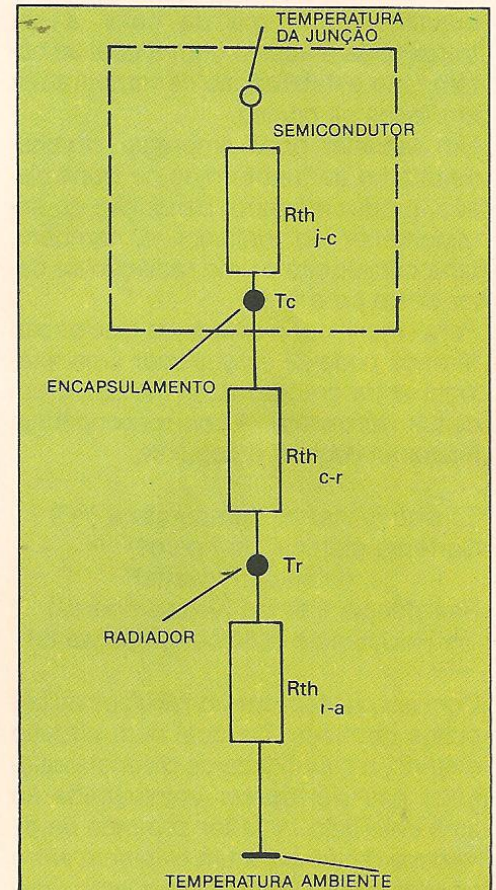 TEMPERATURA
DA JUNÇÃO
SEMICONDUTOR
Rth
j-c
Tc
ENCAPSULAMENTO
Rth
c-r
Tr
RADIADOR
Rth
r-a
TEMPERATURA AMBIENTE